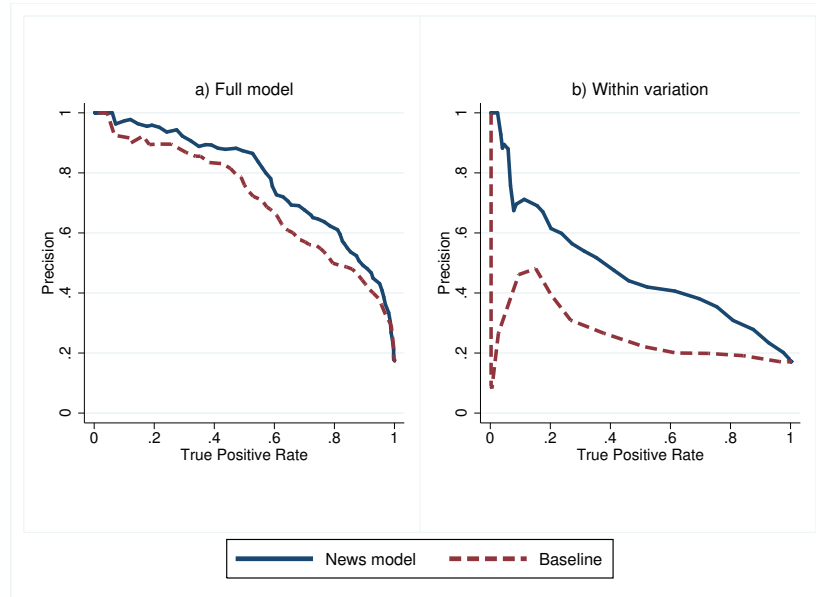 a) Full model
Precision
0 .2 .4 .6 .8 1
0 .2 .4 .6 .8 1
True Positive Rate
b) Within variation
Precision
0 .2 .4 .6 .8 1
0 .2 .4 .6 .8 1
True Positive Rate
News model Baseline